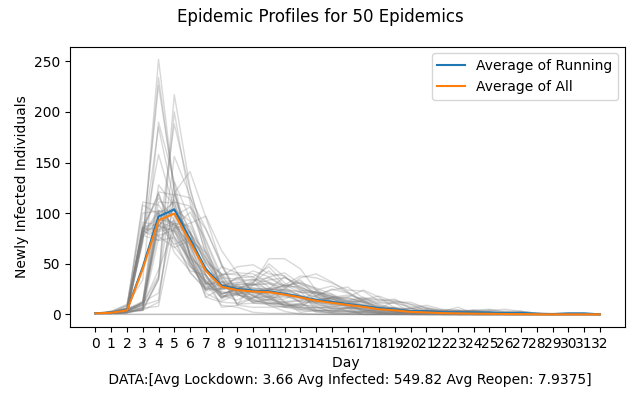 Epidemic Profiles for 50 Epidemics
Newly Infected Individuals
250
200
150
100
50
0
Average of Running
Average of All
0 1 2 3 4 5 6 7 8 9 10 11 12 13 14 15 16 17 18 19 20 21 22 23 24 25 26 27 28 29 30 31 32
Day
DATA:[Avg Lockdown: 3.66 Avg Infected: 549.82 Avg Reopen: 7.9375]